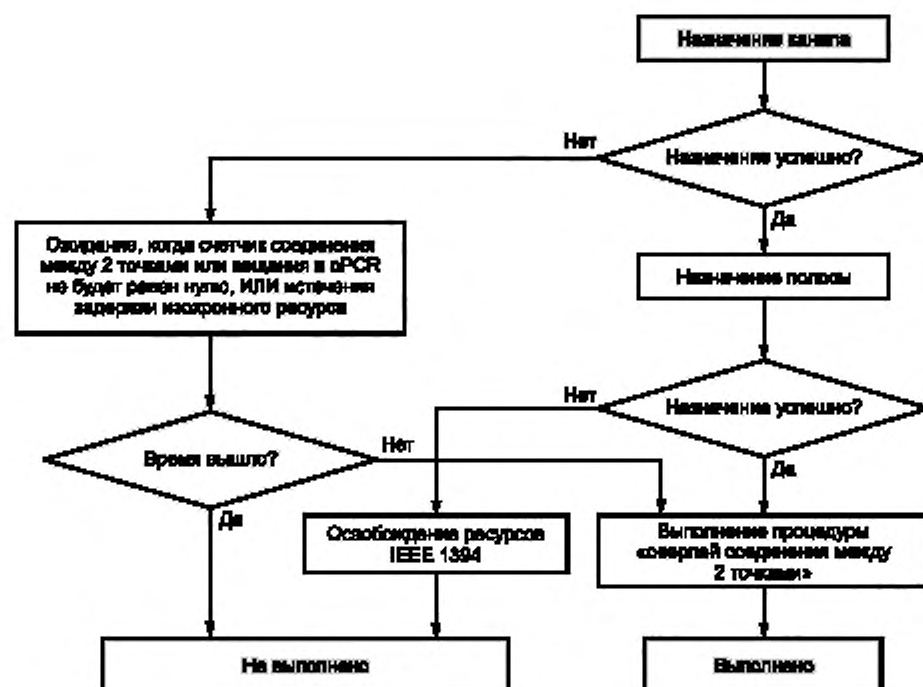 Назначение канала
Нет
Назначение успешно?
Да
Ожидание, когда счетчик соединения
между 2 точками или вещания в oPCR
не будет равен нулю, ИЛИ истечения
задержки изохронного ресурса
Назначение полосы
Нет
Назначение успешно?
Да
Время вышло?
Нет
Да
Освобождение ресурсов
IEEE 1394
Выполнение процедуры
«оверлей соединения между
2 точками»
Не выполнено
Выполнено